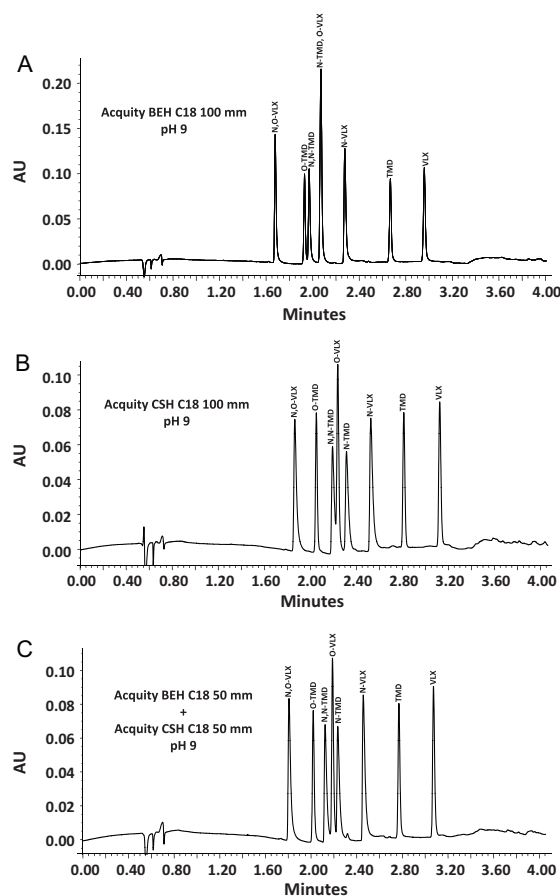 A
N-TMD, O-VLX
0.20
Acquity BEH C18 100 mm
pH 9
N,O-VLX
O-TMD
N,N-TMD
N-VLX
TMD
VLX
0.15
AU
0.10
0.05
0.00
0.00 0.40 0.80 1.20 1.60 2.00 2.40 2.80 3.20 3.60 4.00
Minutes
B
O-VLX
0.10
Acquity CSH C18 100 mm
pH 9
N,O-VLX
O-TMD
N,N-TMD
N-TMD
N-VLX
TMD
VLX
0.08
0.06
AU
0.04
0.02
0.00
0.00 0.40 0.80 1.20 1.60 2.00 2.40 2.80 3.20 3.60 4.00
Minutes
C
O-VLX
0.10
Acquity BEH C18 50 mm
+
Acquity CSH C18 50 mm
pH 9
N,O-VLX
O-TMD
N,N-TMD
N-TMD
N-VLX
TMD
VLX
0.08
0.06
AU
0.04
0.02
0.00
0.00 0.40 0.80 1.20 1.60 2.00 2.40 2.80 3.20 3.60 4.00
Minutes